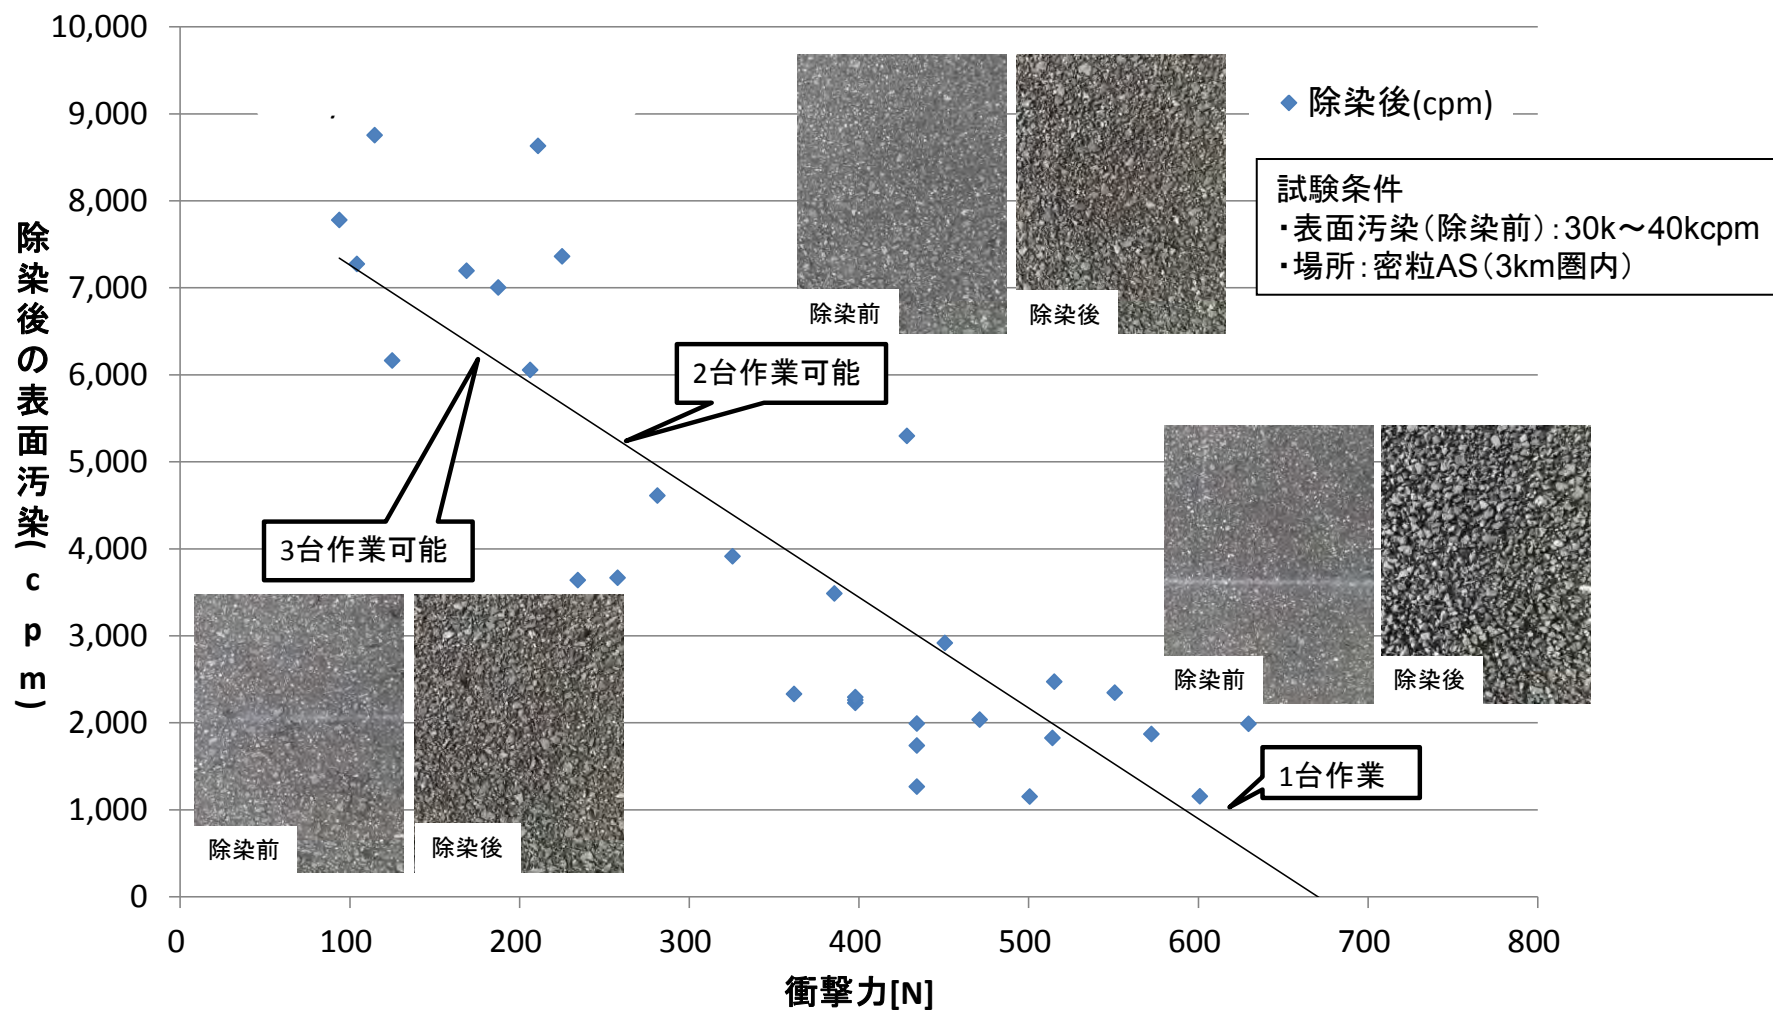 10,000
9,000
8,000
7,000
6,000
5,000
4,000
3,000
2,000
1,000
0
除染後の表面汚染(cpm)
0
100
200
300
400
500
600
700
800
衝撃力[N]
除染後(cpm)
試験条件
・表面汚染(除染前):30k～40kcpm
・場所:密粒AS(3km圏内)
除染前
除染後
2台作業可能
3台作業可能
除染前
除染後
1台作業
除染前
除染後